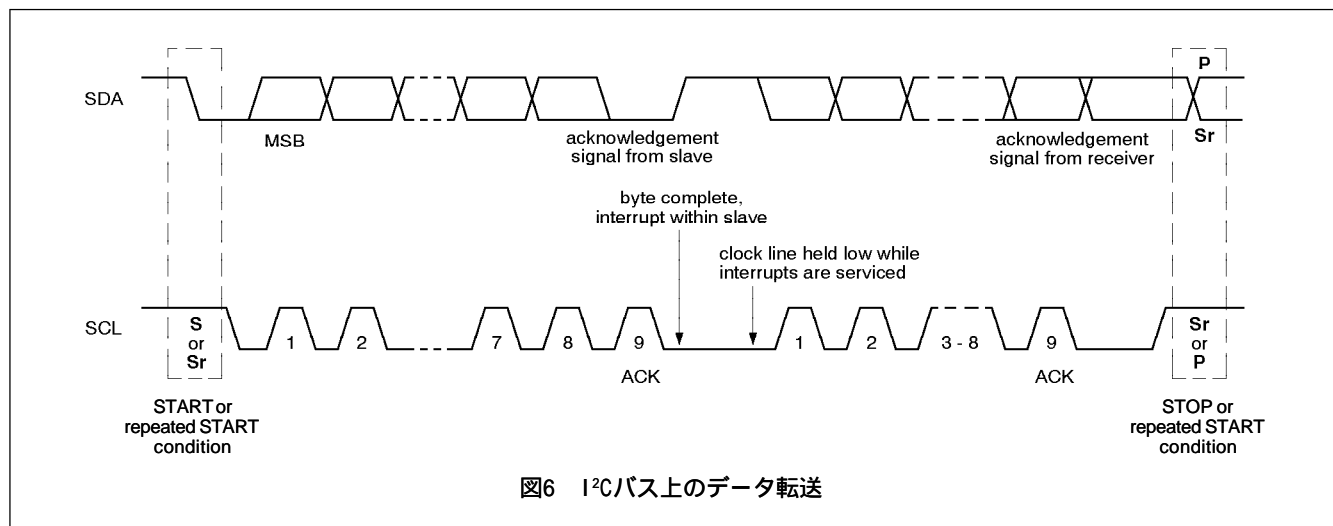 P
SDA
MSB
acknowledgement
signal from slave
acknowledgement
signal from receiver
Sr
byte complete,
interrupt within slave
clock line held low while
interrupts are serviced
SCL
S
or
Sr
1
2
7
8
9
ACK
1
2
3 - 8
9
ACK
Sr
or
P
START or
repeated START
condition
STOP or
repeated START
condition
図6 I²Cバス上のデータ転送